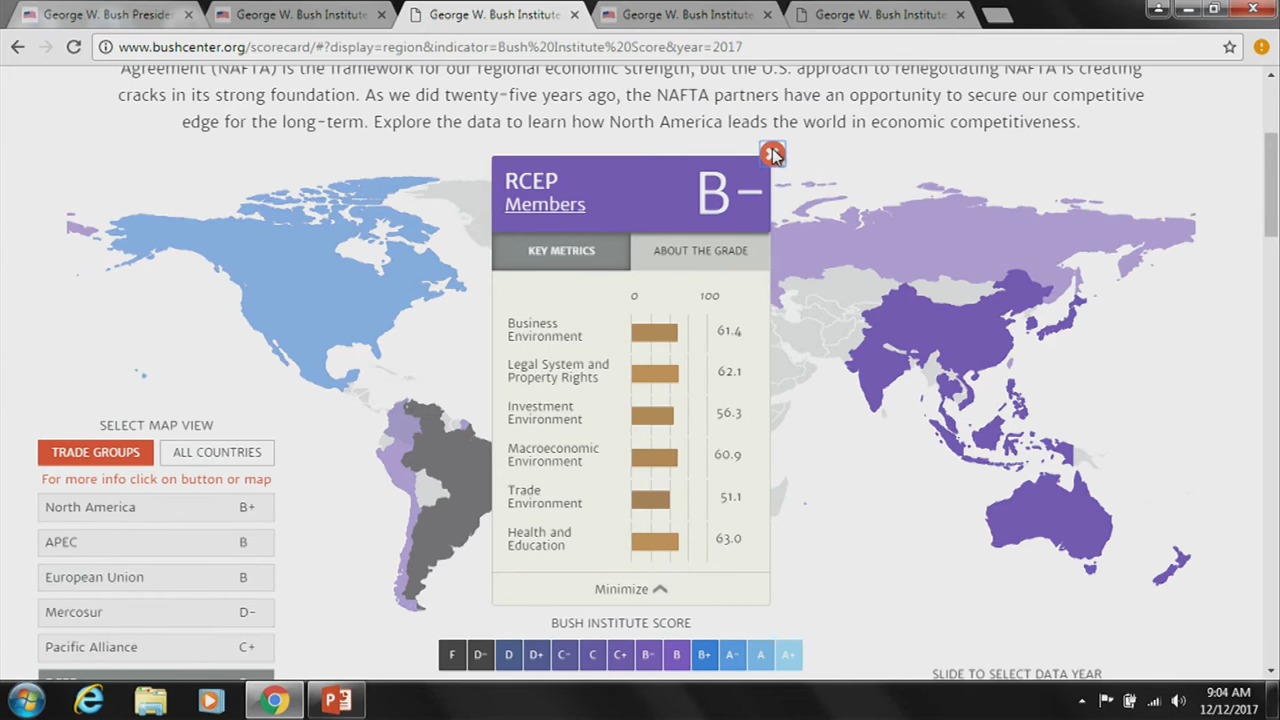 George W. Bush Presiden
George W. Bush Institute
George W. Bush Institute
George W. Bush Institute
George W. Bush Institute
www.bushcenter.org/scorecard/#?display=region&indicator=Bush%20Institute%20Score&year=2017
Agreement (NAFTA) is the framework for our regional economic strength, but the U.S. approach to renegotiating NAFTA is creating
cracks in its strong foundation. As we did twenty-five years ago, the NAFTA partners have an opportunity to secure our competitive
edge for the long-term. Explore the data to learn how North America leads the world in economic competitiveness.
RCEP
Members
B-
KEY METRICS
ABOUT THE GRADE
0 100
Business
Environment
61.4
Legal System and
Property Rights
62.1
Investment
Environment
56.3
Macroeconomic
Environment
60.9
Trade
Environment
51.1
Health and
Education
63.0
Minimize
SELECT MAP VIEW
TRADE GROUPS
ALL COUNTRIES
For more info click on button or map
North America B+
APEC B
European Union B
Mercosur D-
Pacific Alliance C+
BUSH INSTITUTE SCORE
F D- D D+ C- C C+ B- B B+ A- A A+
SLIDE TO SELECT DATA YEAR
9:04 AM
12/12/2017